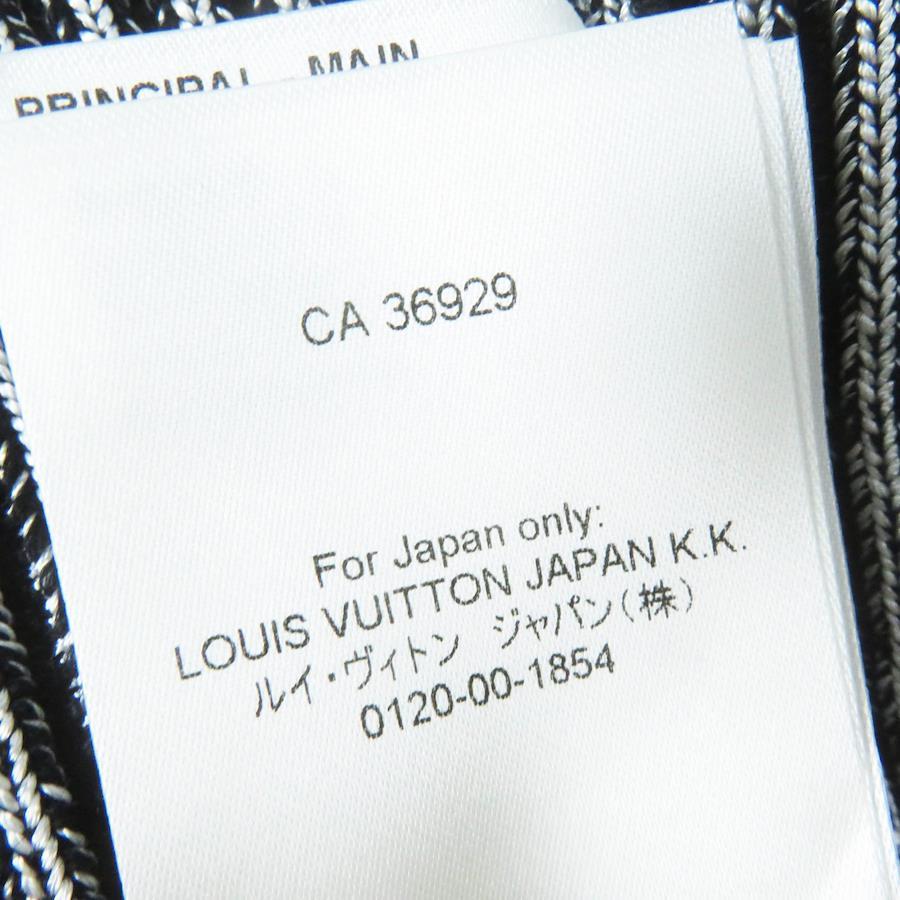 PRINCIPAL MAIN
CA 36929
For Japan only:
LOUIS VUITTON JAPAN K.K.
ルイ・ヴィトン ジャパン(株)
0120-00-1854